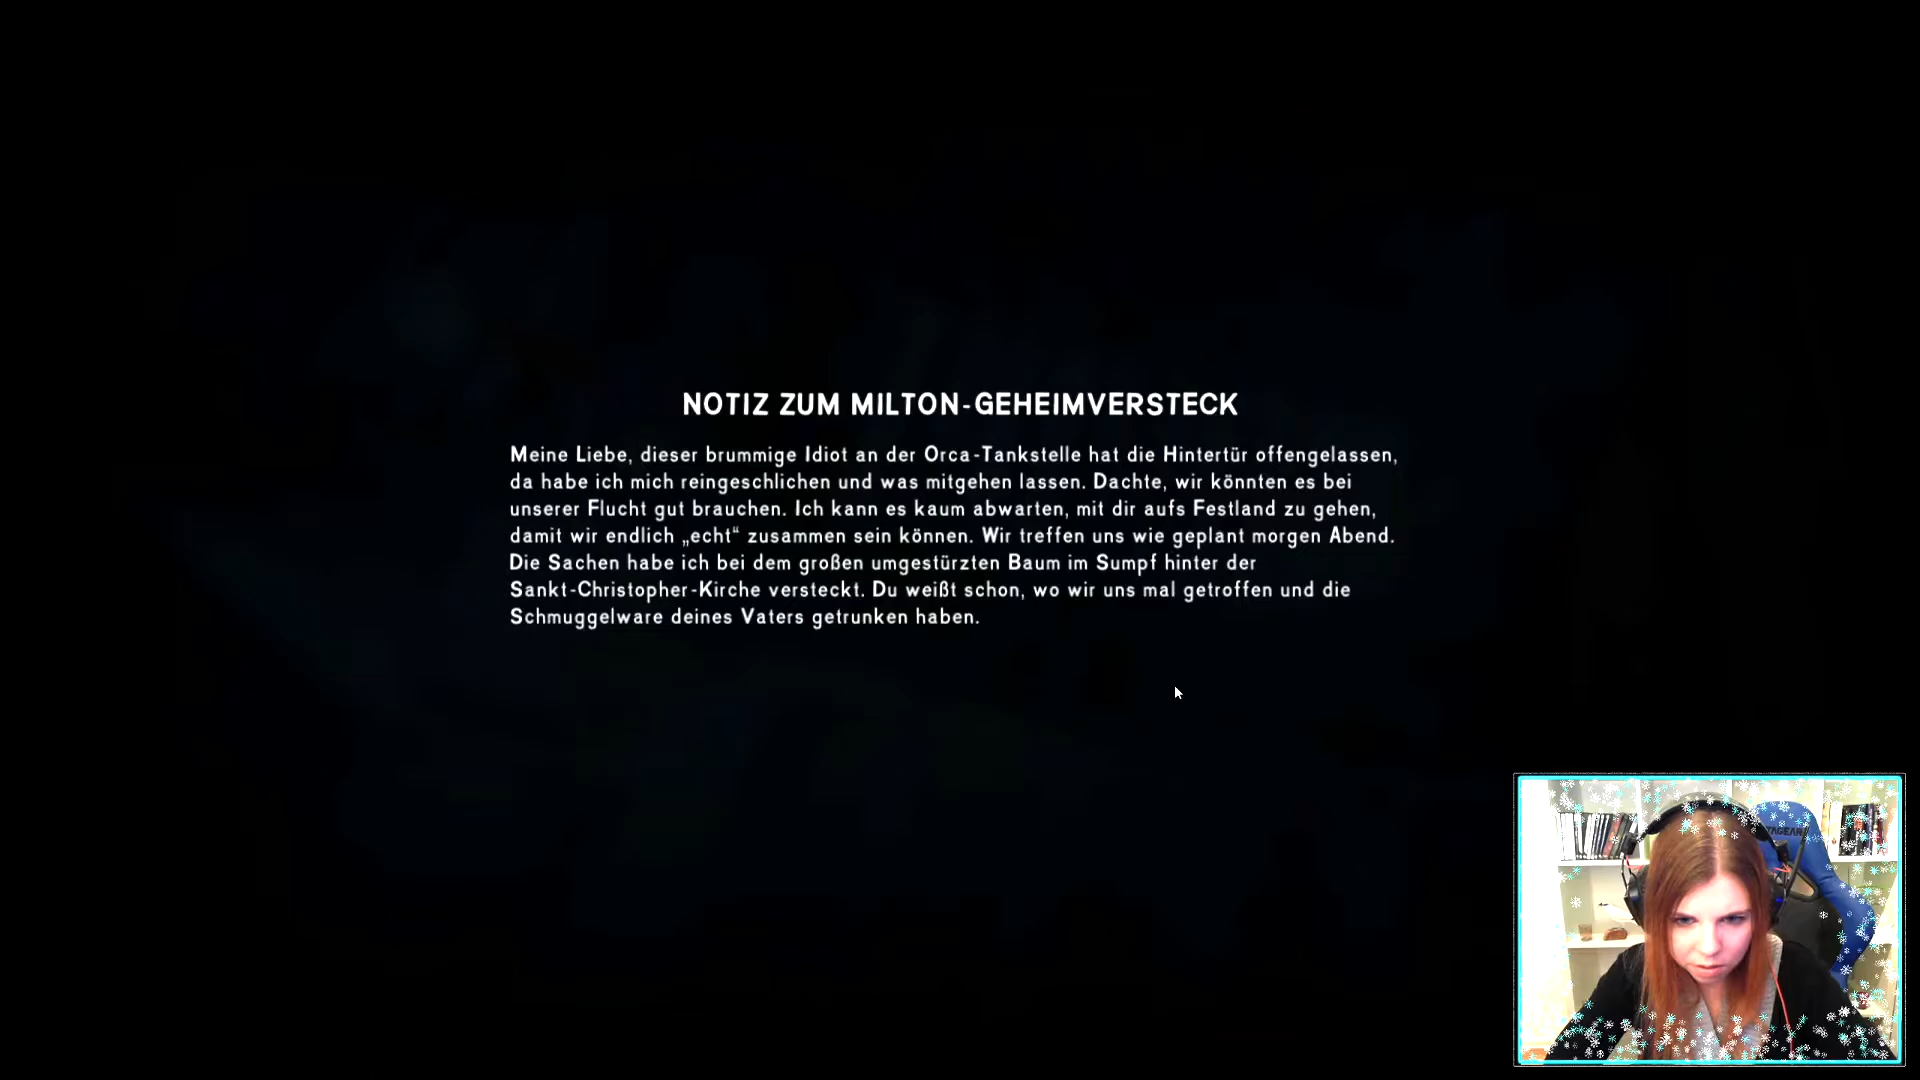 NOTIZ ZUM MILTON-GEHEIMVERSTECK
Meine Liebe, dieser brummige Idiot an der Orca-Tankstelle hat die Hintertür offengelassen,
da habe ich mich reingeschlichen und was mitgehen lassen. Dachte, wir könnten es bei
unserer Flucht gut brauchen. Ich kann es kaum abwarten, mit dir aufs Festland zu gehen,
damit wir endlich „echt“ zusammen sein können. Wir treffen uns wie geplant morgen Abend.
Die Sachen habe ich bei dem großen umgestürzten Baum im Sumpf hinter der
Sankt-Christopher-Kirche versteckt. Du weißt schon, wo wir uns mal getroffen und die
Schmuggelware deines Vaters getrunken haben.